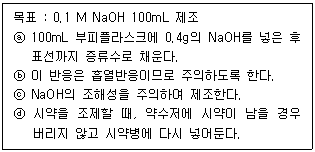 목표 : 0.1 M NaOH 100mL 제조
ⓐ 100mL 부피플라스크에 0.4g의 NaOH를 넣은 후
표선까지 증류수로 채운다.
ⓑ 이 반응은 흡열반응이므로 주의하도록 한다.
ⓒ NaOH의 조해성을 주의하여 제조한다.
ⓓ 시약을 조제할 때, 약수저에 시약이 남을 경우
버리지 않고 시약병에 다시 넣어둔다.